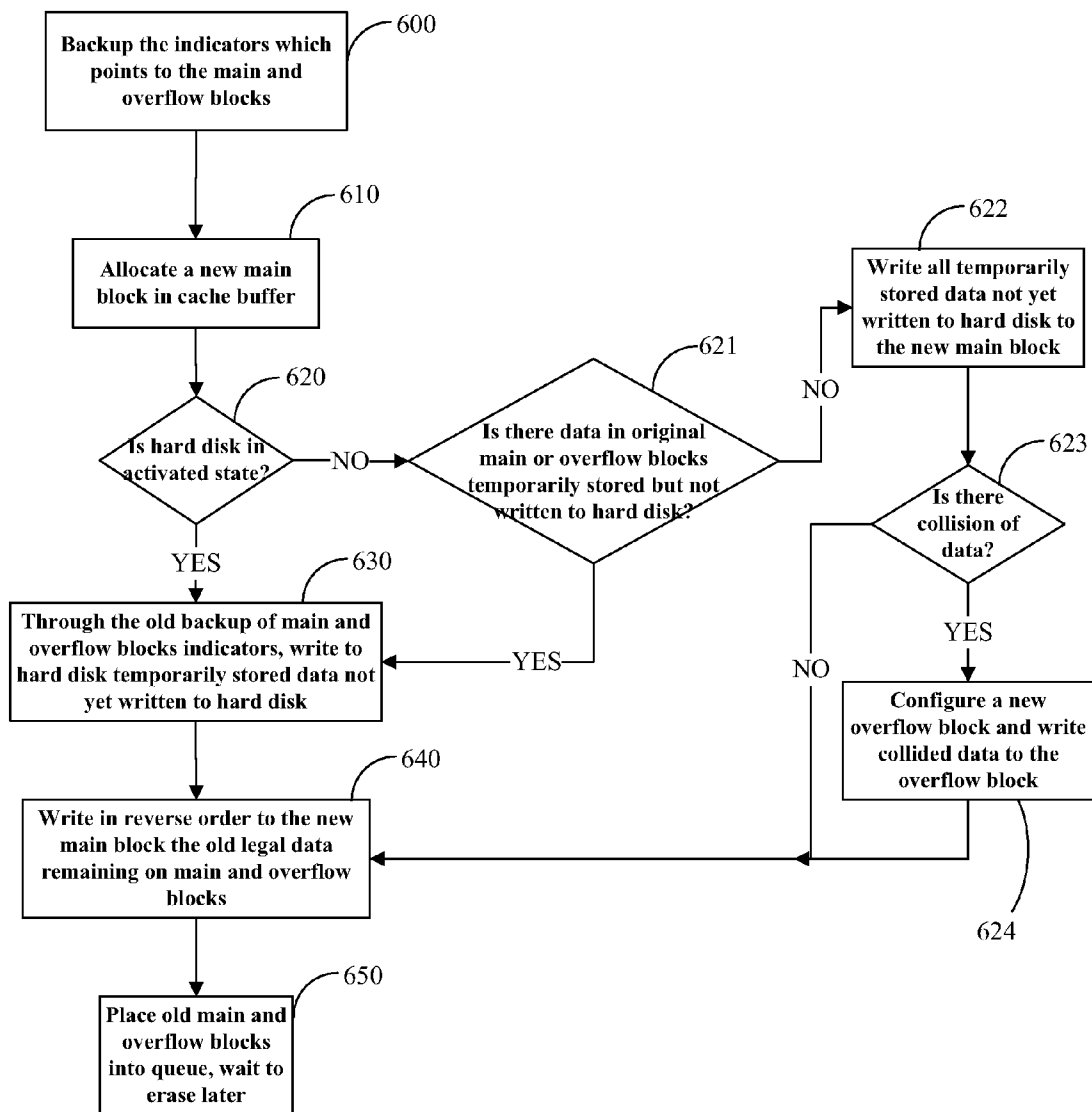 600
Backup the indicators which
points to the main and
overflow blocks
610
Allocate a new main
block in cache buffer
620
Is hard disk in
activated state?
NO
YES
621
Is there data in original
main or overflow blocks
temporarily stored but not
written to hard disk?
NO
YES
622
Write all temporarily
stored data not yet
written to hard disk to
the new main block
623
Is there
collision of
data?
YES
NO
Configure a new
overflow block and write
collided data to the
overflow block
624
630
Through the old backup of main and
overflow blocks indicators, write to
hard disk temporarily stored data not
yet written to hard disk
640
Write in reverse order to the new
main block the old legal data
remaining on main and overflow
blocks
650
Place old main and
overflow blocks
into queue, wait to
erase later